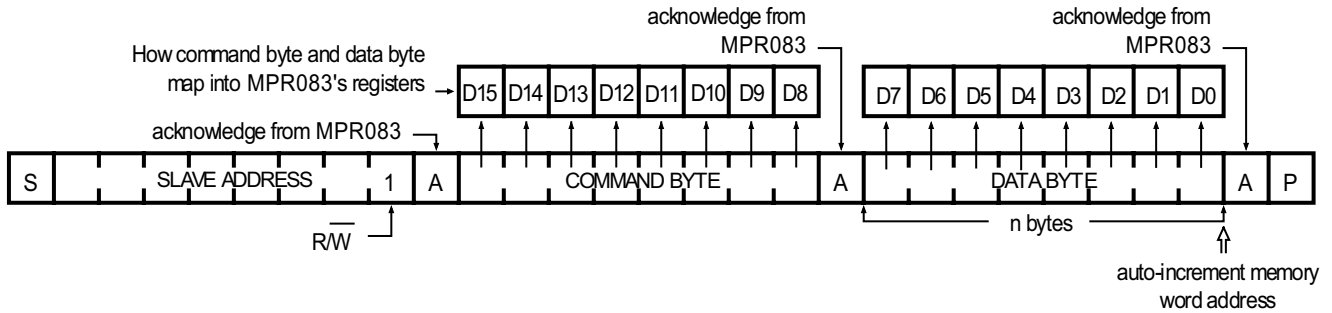 acknowledge from
MPR083
acknowledge from
MPR083
How command byte and data byte
map into MPR083's registers
D15 D14 D13 D12 D11 D10 D9 D8
D7 D6 D5 D4 D3 D2 D1 D0
acknowledge from MPR083
S SLAVE ADDRESS 1 A COMMAND BYTE A DATA BYTE A P
R/W̅
n bytes
auto-increment memory
word address